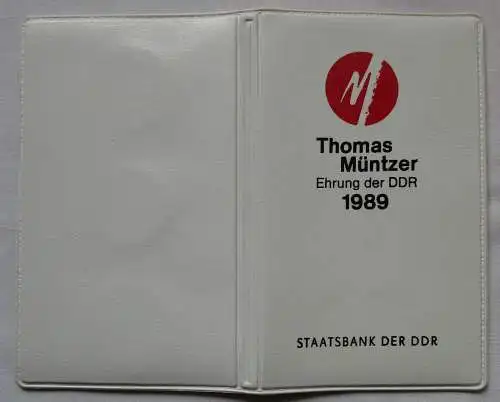 M
Thomas
Müntzer
Ehrung der DDR
1989
STAATSBANK DER DDR